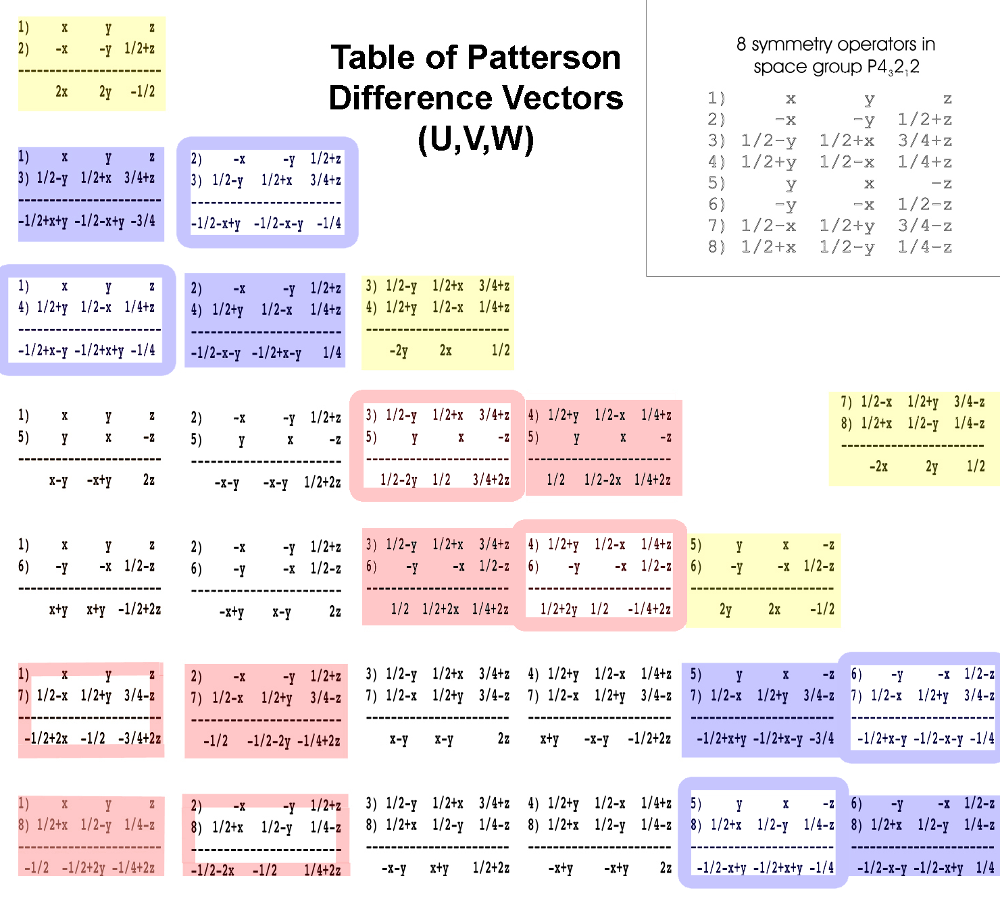 Table of Patterson
Difference Vectors
(U,V,W)
8 symmetry operators in
space group P4₃2₁2
1) x y z
2) -x -y 1/2+z
3) 1/2-y 1/2+x 3/4+z
4) 1/2+y 1/2-x 1/4+z
5) y x -z
6) -y -x 1/2-z
7) 1/2-x 1/2+y 3/4-z
8) 1/2+x 1/2-y 1/4-z
1) x y z
2) -x -y 1/2+z
----------------------
2x 2y -1/2
1) x y z
3) 1/2-y 1/2+x 3/4+z
----------------------
-1/2+x+y -1/2-x+y -3/4
2) -x -y 1/2+z
3) 1/2-y 1/2+x 3/4+z
-----------------------
-1/2-x+y -1/2-x-y -1/4
1) x y z
4) 1/2+y 1/2-x 1/4+z
----------------------
-1/2+x-y -1/2+x+y -1/4
2) -x -y 1/2+z
4) 1/2+y 1/2-x 1/4+z
-----------------------
-1/2-x-y -1/2+x-y 1/4
3) 1/2-y 1/2+x 3/4+z
4) 1/2+y 1/2-x 1/4+z
----------------------
-2y 2x 1/2
1) x y z
5) y x -z
----------------------
x-y -x+y 2z
2) -x -y 1/2+z
5) y x -z
-----------------------
-x-y -x-y 1/2+2z
3) 1/2-y 1/2+x 3/4+z
5) y x -z
----------------------
1/2-2y 1/2 3/4+2z
4) 1/2+y 1/2-x 1/4+z
5) y x -z
----------------------
1/2 1/2-2x 1/4+2z
7) 1/2-x 1/2+y 3/4-z
8) 1/2+x 1/2-y 1/4-z
----------------------
-2x 2y 1/2
1) x y z
6) -y -x 1/2-z
----------------------
x+y x+y -1/2+2z
2) -x -y 1/2+z
6) -y -x 1/2-z
-----------------------
-x+y x-y 2z
3) 1/2-y 1/2+x 3/4+z
6) -y -x 1/2-z
----------------------
1/2 1/2+2x 1/4+2z
4) 1/2+y 1/2-x 1/4+z
6) -y -x 1/2-z
----------------------
1/2+2y 1/2 -1/4+2z
5) y x -z
6) -y -x 1/2-z
----------------------
2y 2x -1/2
1) x y z
7) 1/2-x 1/2+y 3/4-z
----------------------
-1/2+2x -1/2 -3/4+2z
2) -x -y 1/2+z
7) 1/2-x 1/2+y 3/4-z
-----------------------
-1/2 -1/2-2y -1/4+2z
3) 1/2-y 1/2+x 3/4+z
7) 1/2-x 1/2+y 3/4-z
----------------------
x-y x-y 2z
4) 1/2+y 1/2-x 1/4+z
7) 1/2-x 1/2+y 3/4-z
----------------------
x+y -x-y -1/2+2z
5) y x -z
7) 1/2-x 1/2+y 3/4-z
----------------------
-1/2+x+y -1/2+x-y -3/4
6) -y -x 1/2-z
7) 1/2-x 1/2+y 3/4-z
----------------------
-1/2+x-y -1/2-x-y -1/4
1) x y z
8) 1/2+x 1/2-y 1/4-z
----------------------
-1/2 -1/2+2y -1/4+2z
2) -x -y 1/2+z
8) 1/2+x 1/2-y 1/4-z
-----------------------
-1/2-2x -1/2 1/4+2z
3) 1/2-y 1/2+x 3/4+z
8) 1/2+x 1/2-y 1/4-z
----------------------
-x-y x+y 1/2+2z
4) 1/2+y 1/2-x 1/4+z
8) 1/2+x 1/2-y 1/4-z
----------------------
-x+y -x+y 2z
5) y x -z
8) 1/2+x 1/2-y 1/4-z
----------------------
-1/2-x+y -1/2+x+y -1/4
6) -y -x 1/2-z
8) 1/2+x 1/2-y 1/4-z
----------------------
-1/2-x-y -1/2-x+y 1/4